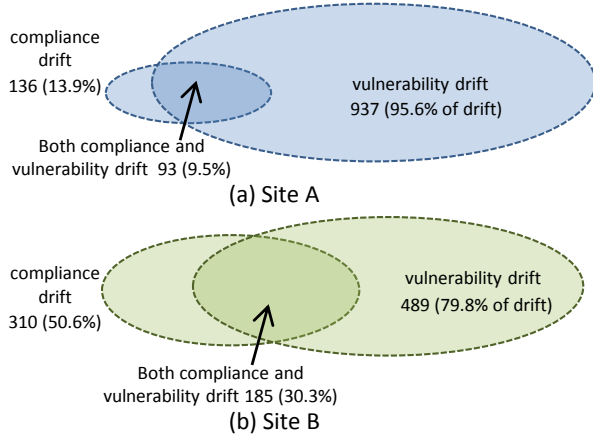 compliance
drift
136 (13.9%)
vulnerability drift
937 (95.6% of drift)
Both compliance and
vulnerability drift 93 (9.5%)
(a) Site A
compliance
drift
310 (50.6%)
vulnerability drift
489 (79.8% of drift)
Both compliance and
vulnerability drift 185 (30.3%)
(b) Site B